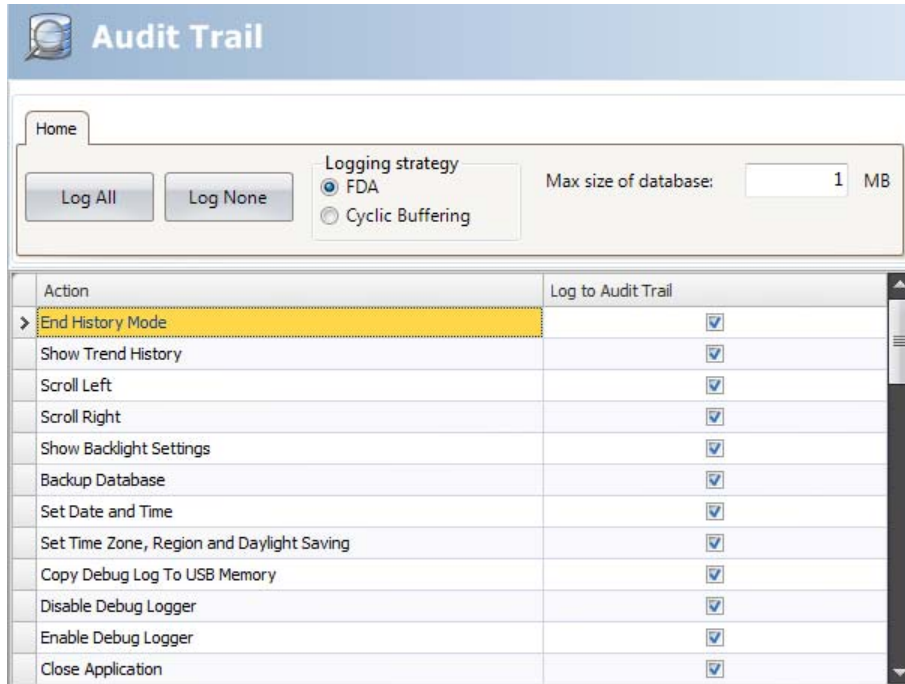 Audit Trail
Home
Log All
Log None
Logging strategy
FDA
Cyclic Buffering
Max size of database:
1 MB
Action Log to Audit Trail
End History Mode
Show Trend History
Scroll Left
Scroll Right
Show Backlight Settings
Backup Database
Set Date and Time
Set Time Zone, Region and Daylight Saving
Copy Debug Log To USB Memory
Disable Debug Logger
Enable Debug Logger
Close Application